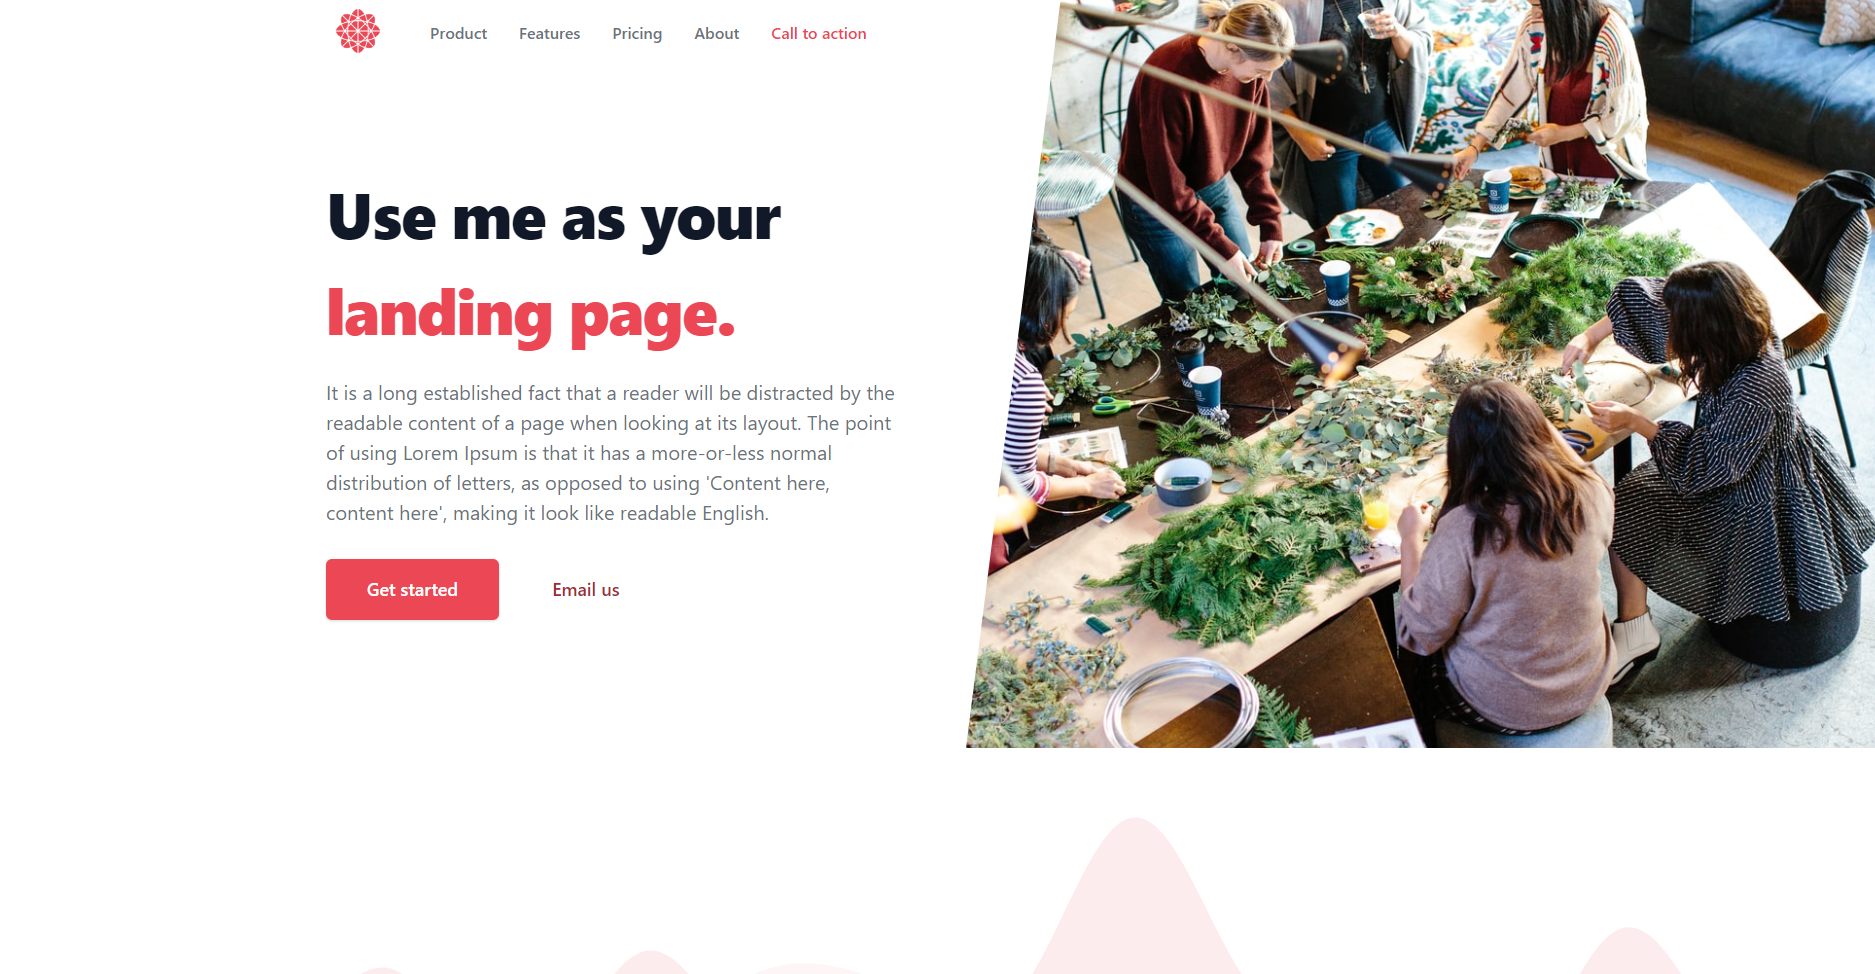 Product Features Pricing About Call to action
Use me as your
landing page.
It is a long established fact that a reader will be distracted by the
readable content of a page when looking at its layout. The point
of using Lorem Ipsum is that it has a more-or-less normal
distribution of letters, as opposed to using 'Content here,
content here', making it look like readable English.
Get started Email us